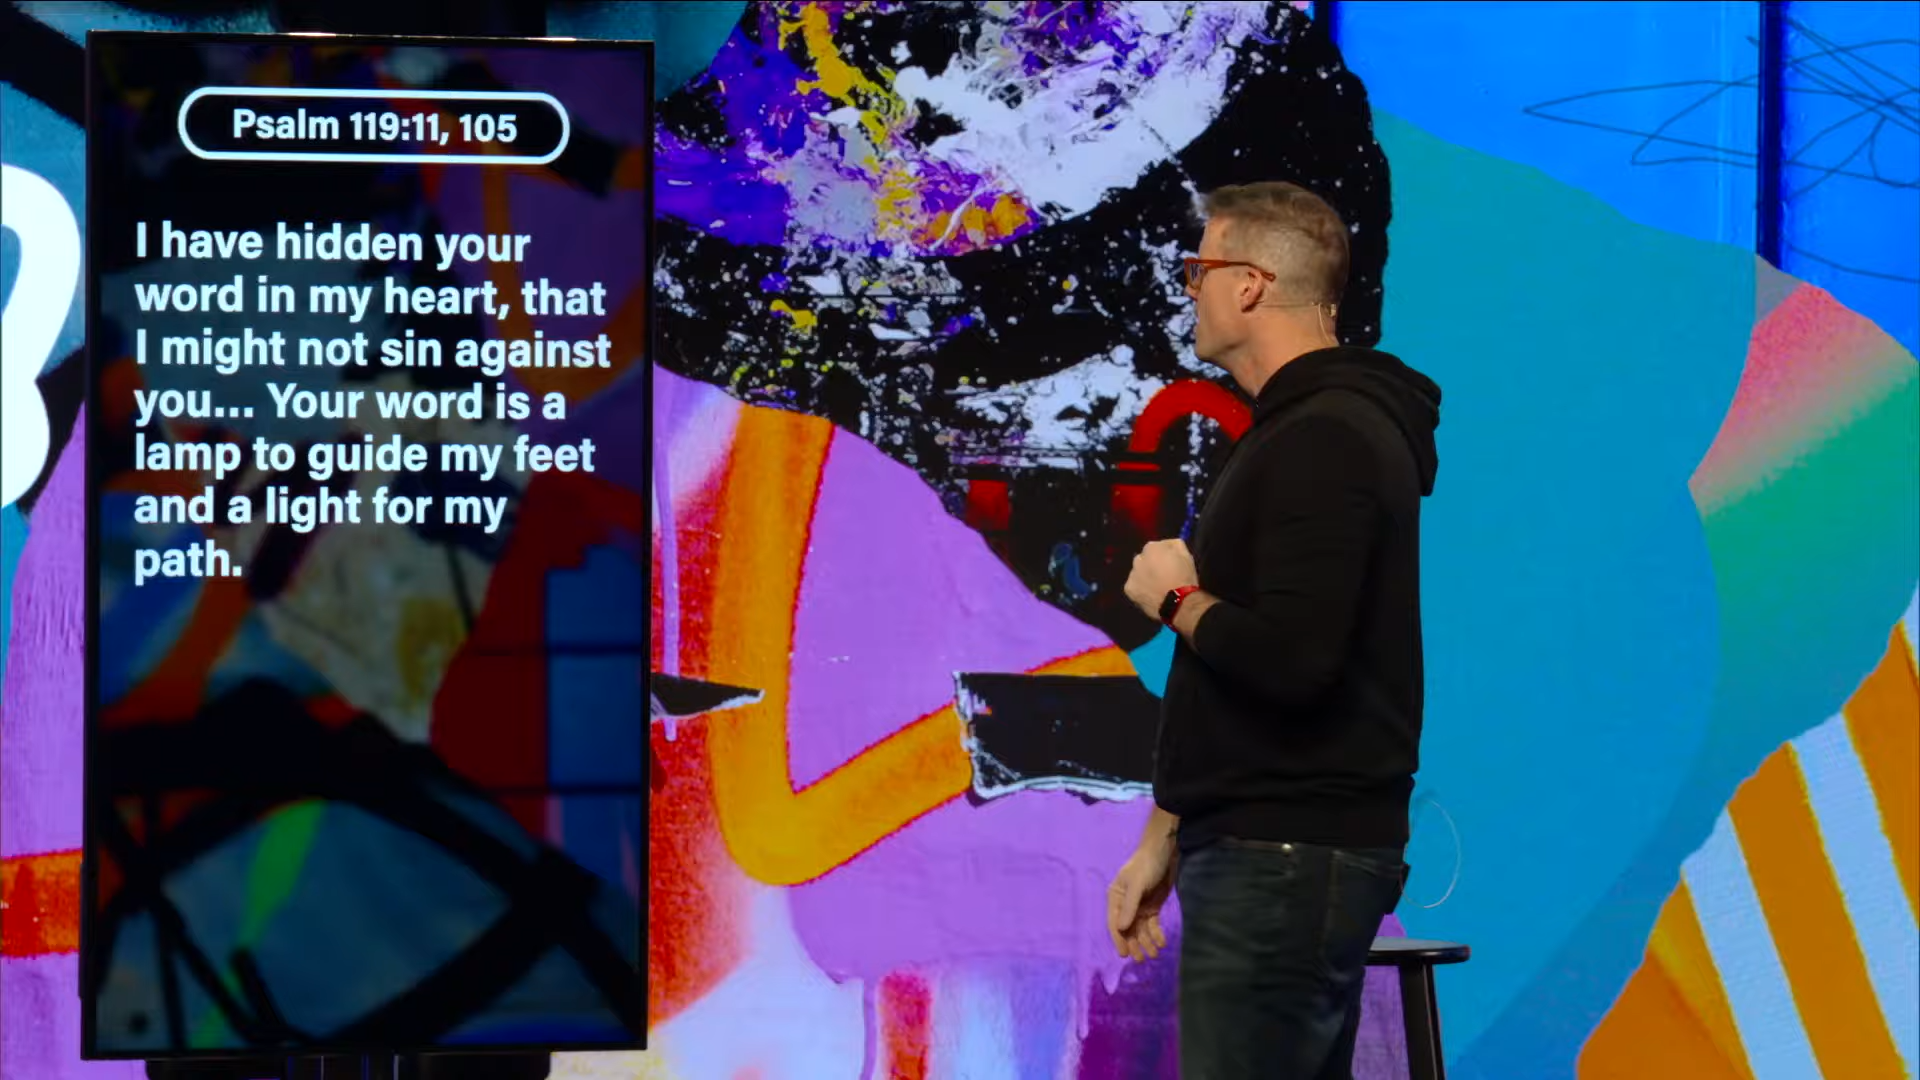 Psalm 119:11, 105
I have hidden your
word in my heart, that
I might not sin against
you... Your word is a
lamp to guide my feet
and a light for my
path.